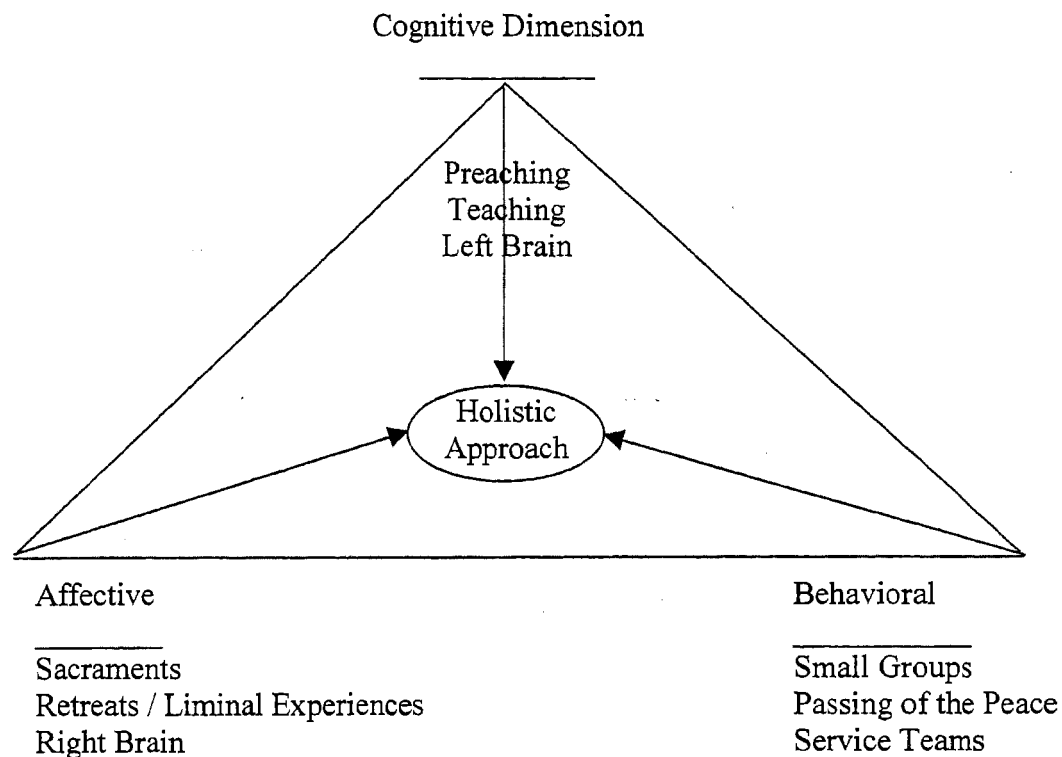 Cognitive Dimension
Preaching
Teaching
Left Brain
Holistic
Approach
Affective
Sacraments
Retreats / Liminal Experiences
Right Brain
Behavioral
Small Groups
Passing of the Peace
Service Teams